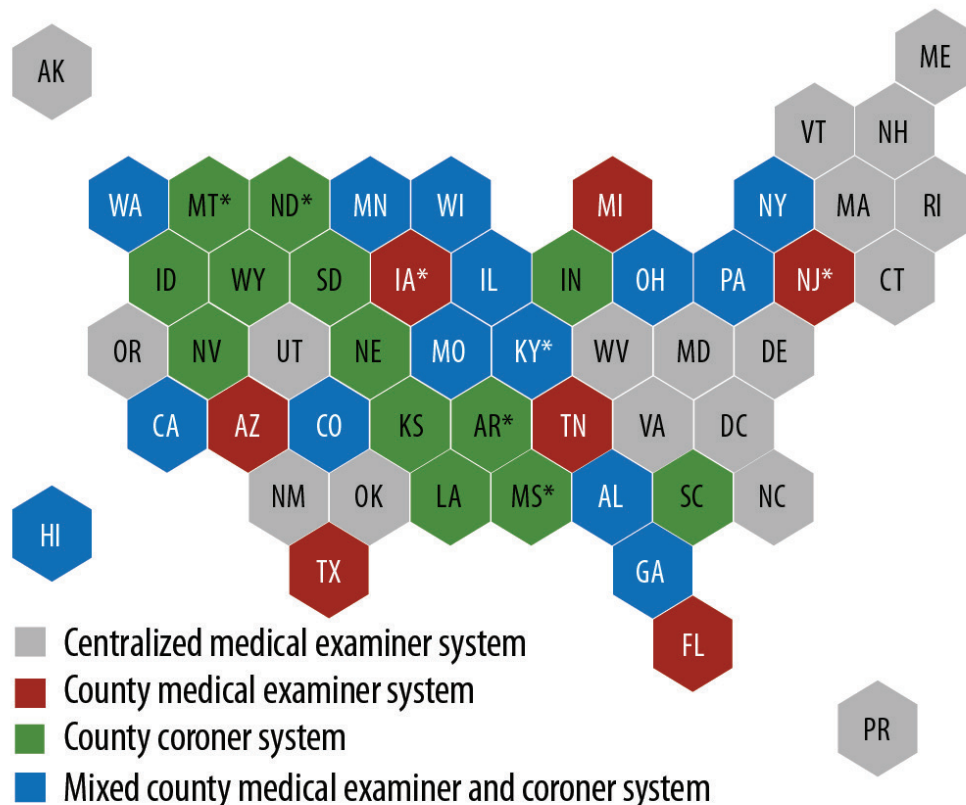 ME
AK
VT NH
WA MT* ND* MN WI MI NY MA RI
ID WY SD IA* IL IN OH PA NJ* CT
OR NV UT NE MO KY* WV MD DE
CA AZ CO KS AR* TN VA DC
NM OK LA MS* AL SC NC
HI
TX GA
FL
Centralized medical examiner system
County medical examiner system
County coroner system
Mixed county medical examiner and coroner system
PR